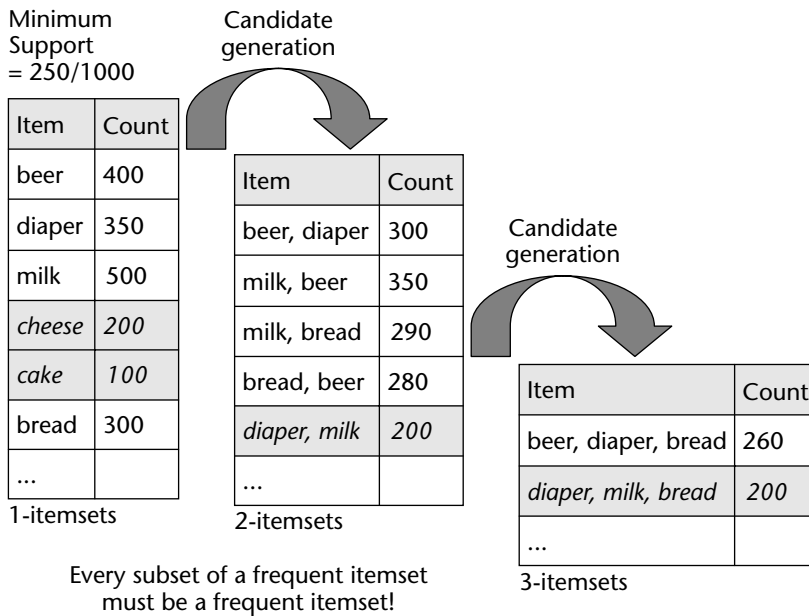 Minimum
Support
= 250/1000
Candidate
generation
Item Count
beer 400
diaper 350
milk 500
cheese 200
cake 100
bread 300
...
1-itemsets
Item Count
beer, diaper 300
milk, beer 350
milk, bread 290
bread, beer 280
diaper, milk 200
...
2-itemsets
Candidate
generation
Item Count
beer, diaper, bread 260
diaper, milk, bread 200
...
3-itemsets
Every subset of a frequent itemset
must be a frequent itemset!